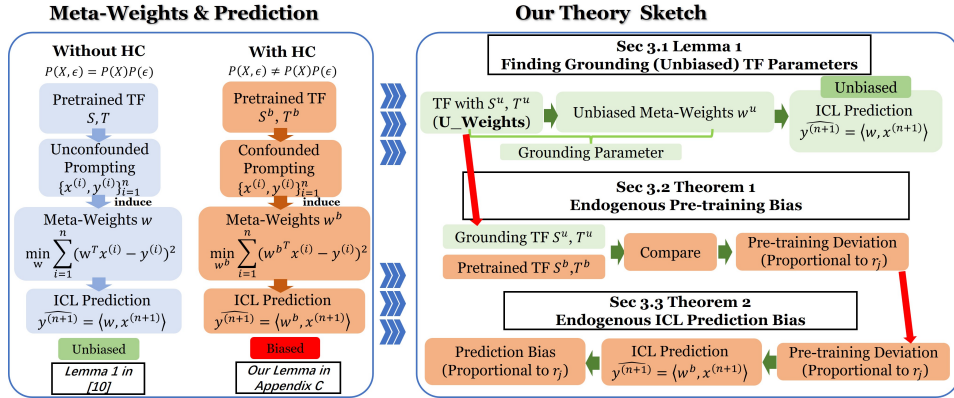 Meta-Weights & Prediction
Without HC
P(X, ϵ) = P(X)P(ϵ)
Pretrained TF
S, T
Unconfounded
Prompting
{x^{(i)}, y^{(i)}}_{i=1}^{n}
induce
Meta-Weights w
min_w ∑_{i=1}^{n} (w^T x^{(i)} − y^{(i)})^2
ICL Prediction
\widehat{y^{(n+1)}} = ⟨w, x^{(n+1)}⟩
Unbiased
Lemma 1 in
[10]
With HC
P(X, ϵ) ≠ P(X)P(ϵ)
Pretrained TF
S^b, T^b
Confounded
Prompting
{x^{(i)}, y^{(i)}}_{i=1}^{n}
induce
Meta-Weights w^b
min_{w^b} ∑_{i=1}^{n} (w^{b^T} x^{(i)} − y^{(i)})^2
ICL Prediction
\widehat{y^{(n+1)}} = ⟨w^b, x^{(n+1)}⟩
Biased
Our Lemma in
Appendix C
Our Theory Sketch
Sec 3.1 Lemma 1
Finding Grounding (Unbiased) TF Parameters
TF with S^u, T^u
(U_Weights)
Unbiased Meta-Weights w^u
Unbiased
ICL Prediction
\widehat{y^{(n+1)}} = ⟨w, x^{(n+1)}⟩
Grounding Parameter
Sec 3.2 Theorem 1
Endogenous Pre-training Bias
Grounding TF S^u, T^u
Pretrained TF S^b,T^b
Compare
Pre-training Deviation
(Proportional to r_j)
Sec 3.3 Theorem 2
Endogenous ICL Prediction Bias
Prediction Bias
(Proportional to r_j)
ICL Prediction
\widehat{y^{(n+1)}} = ⟨w^b, x^{(n+1)}⟩
Pre-training Deviation
(Proportional to r_j)